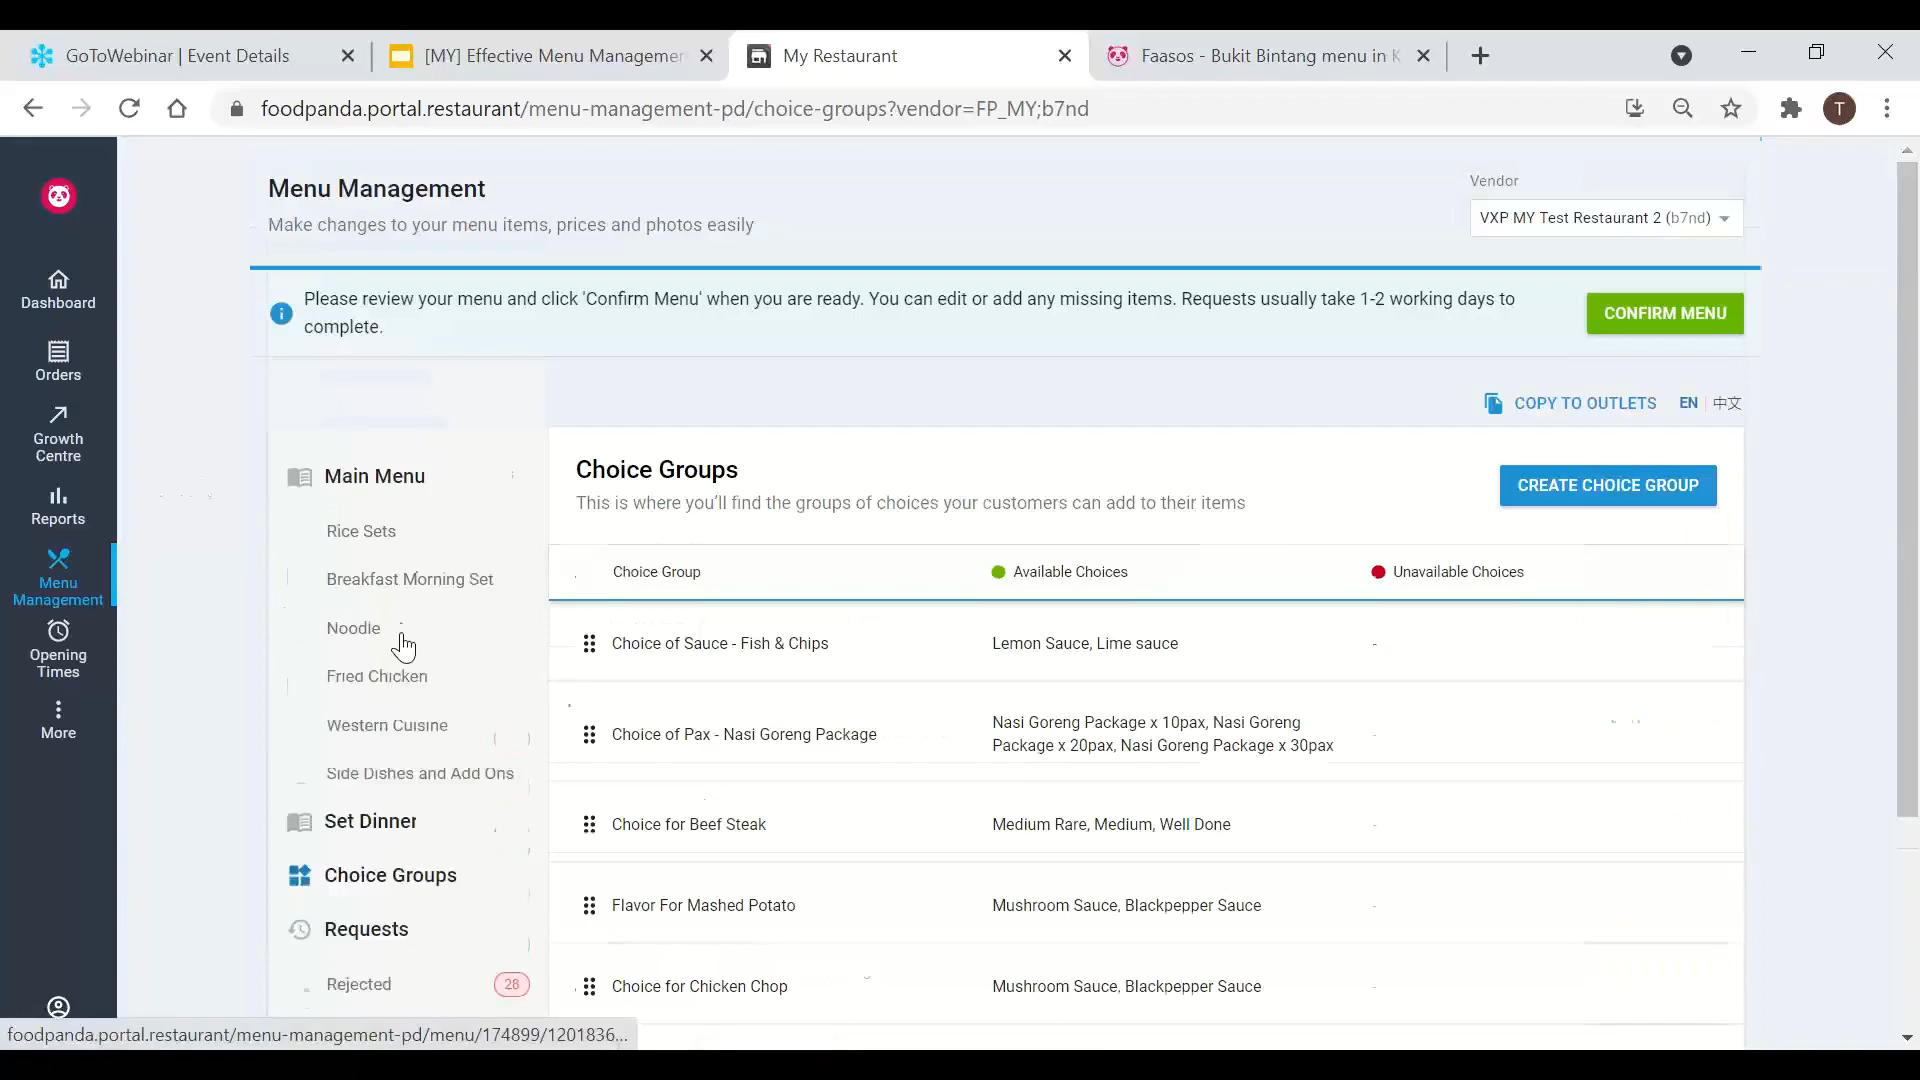 GoToWebinar | Event Details
[MY] Effective Menu Managemen
My Restaurant
Faasos - Bukit Bintang menu in K
foodpanda.portal.restaurant/menu-management-pd/choice-groups?vendor=FP_MY;b7nd
T
Menu Management
Make changes to your menu items, prices and photos easily
Vendor
VXP MY Test Restaurant 2 (b7nd)
Please review your menu and click 'Confirm Menu' when you are ready. You can edit or add any missing items. Requests usually take 1-2 working days to
complete.
CONFIRM MENU
Dashboard
Orders
Growth
Centre
Reports
Menu
Management
Opening
Times
More
COPY TO OUTLETS
EN | 中文
Main Menu
Rice Sets
Breakfast Morning Set
Noodle
Fried Chicken
Western Cuisine
Side Dishes and Add Ons
Set Dinner
Choice Groups
Requests
Rejected 28
Choice Groups
This is where you'll find the groups of choices your customers can add to their items
CREATE CHOICE GROUP
Choice Group Available Choices Unavailable Choices
Choice of Sauce - Fish & Chips Lemon Sauce, Lime sauce -
Choice of Pax - Nasi Goreng Package Nasi Goreng Package x 10pax, Nasi Goreng
Package x 20pax, Nasi Goreng Package x 30pax -
Choice for Beef Steak Medium Rare, Medium, Well Done -
Flavor For Mashed Potato Mushroom Sauce, Blackpepper Sauce -
Choice for Chicken Chop Mushroom Sauce, Blackpepper Sauce -
foodpanda.portal.restaurant/menu-management-pd/menu/174899/1201836...